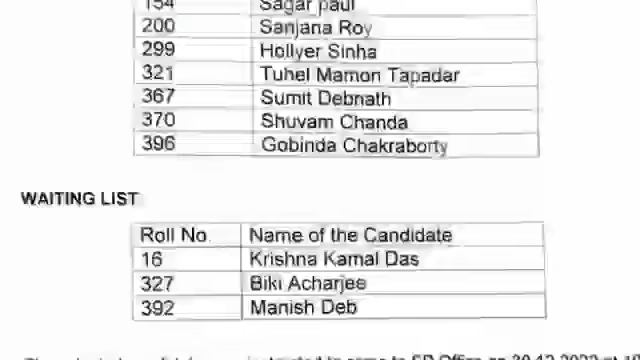 154 Sagar paul
200 Sanjana Roy
299 Hollyer Sinha
321 Tuhel Mamon Tapadar
367 Sumit Debnath
370 Shuvam Chanda
396 Gobinda Chakraborty
WAITING LIST
Roll No Name of the Candidate
16 Krishna Kamal Das
327 Biki Acharjee
392 Manish Deb